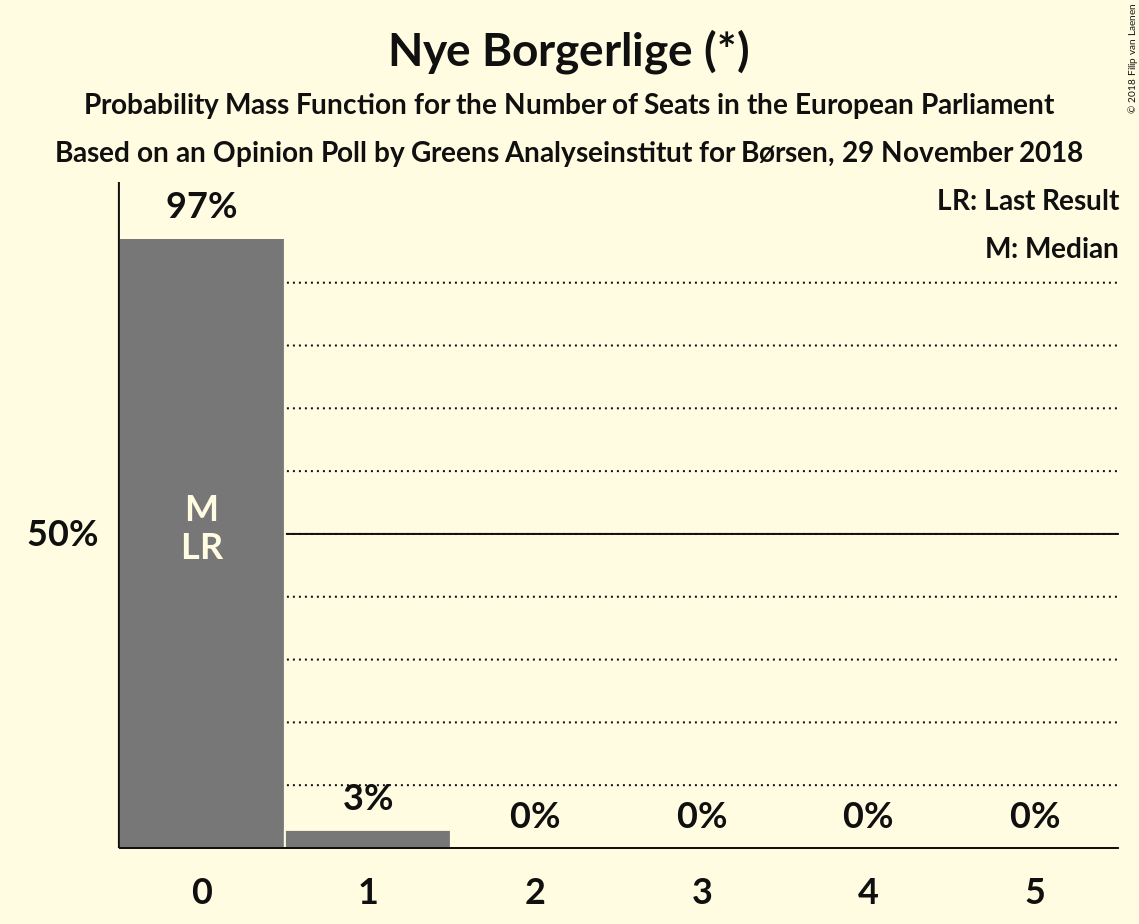 Nye Borgerlige (*)
Probability Mass Function for the Number of Seats in the European Parliament
Based on an Opinion Poll by Greens Analyseinstitut for Børsen, 29 November 2018
© 2018 Filip van Laenen
LR: Last Result
M: Median
97%
M
LR
50%
3%
0%
0%
0%
0%
0
1
2
3
4
5